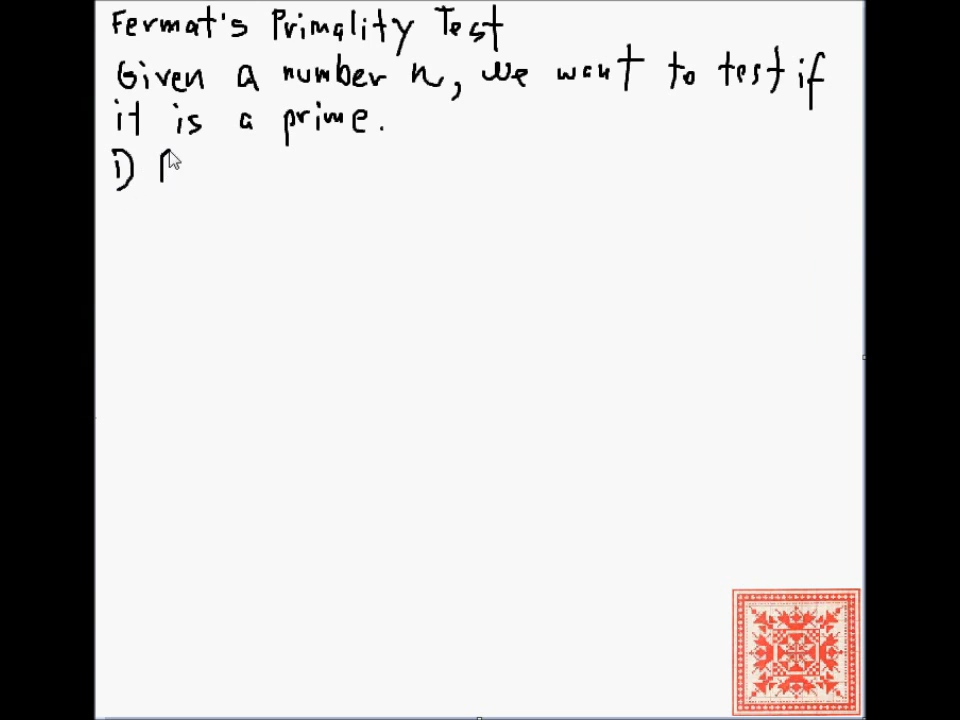 Fermat's Primality Test
Given a number n, we want to test if
it is a prime.
1)